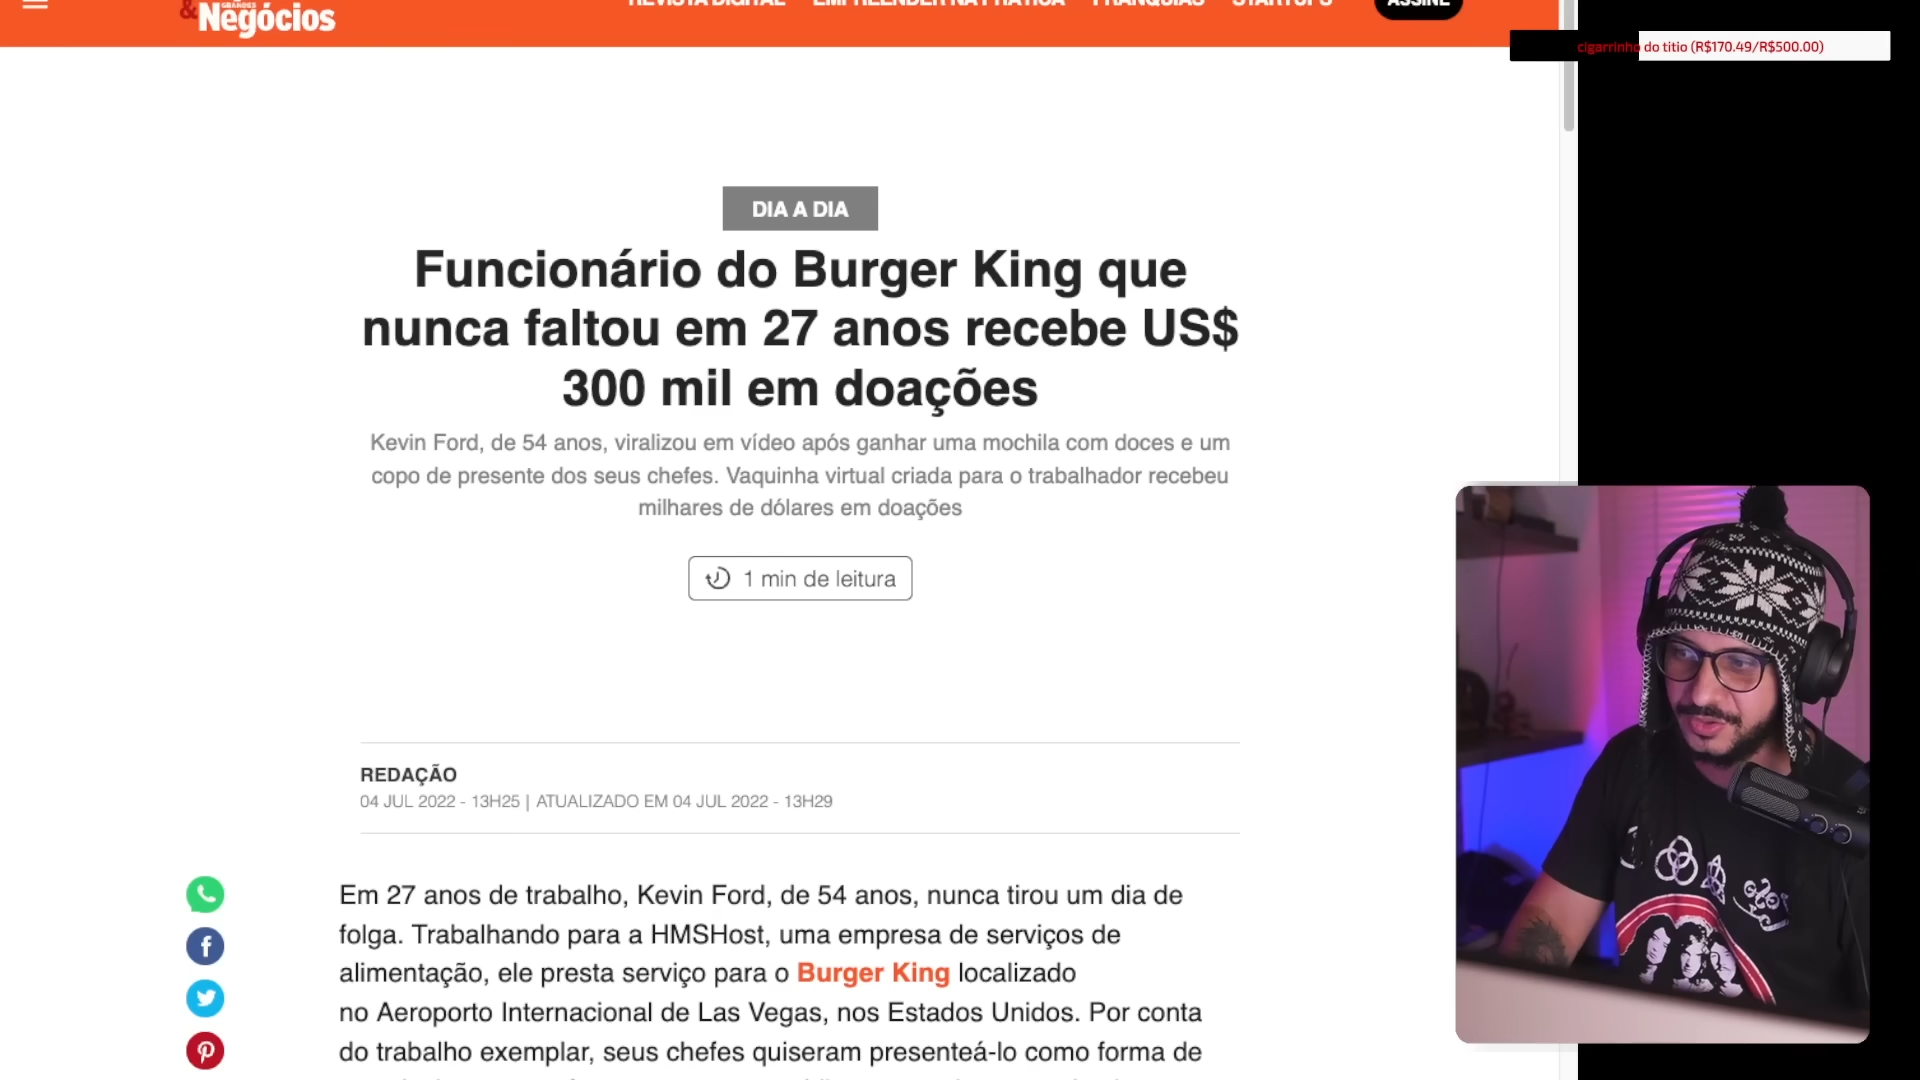 & GRANDES
Negócios
REVISTA DIGITAL EMPREENDER NA PRÁTICA FRANQUIAS STARTUPS ASSINE
cigarrinho do titio (R$170.49/R$500.00)
DIA A DIA
Funcionário do Burger King que
nunca faltou em 27 anos recebe US$
300 mil em doações
Kevin Ford, de 54 anos, viralizou em vídeo após ganhar uma mochila com doces e um
copo de presente dos seus chefes. Vaquinha virtual criada para o trabalhador recebeu
milhares de dólares em doações
1 min de leitura
REDAÇÃO
04 JUL 2022 - 13H25 | ATUALIZADO EM 04 JUL 2022 - 13H29
Em 27 anos de trabalho, Kevin Ford, de 54 anos, nunca tirou um dia de
folga. Trabalhando para a HMSHost, uma empresa de serviços de
alimentação, ele presta serviço para o Burger King localizado
no Aeroporto Internacional de Las Vegas, nos Estados Unidos. Por conta
do trabalho exemplar, seus chefes quiseram presenteá-lo como forma de